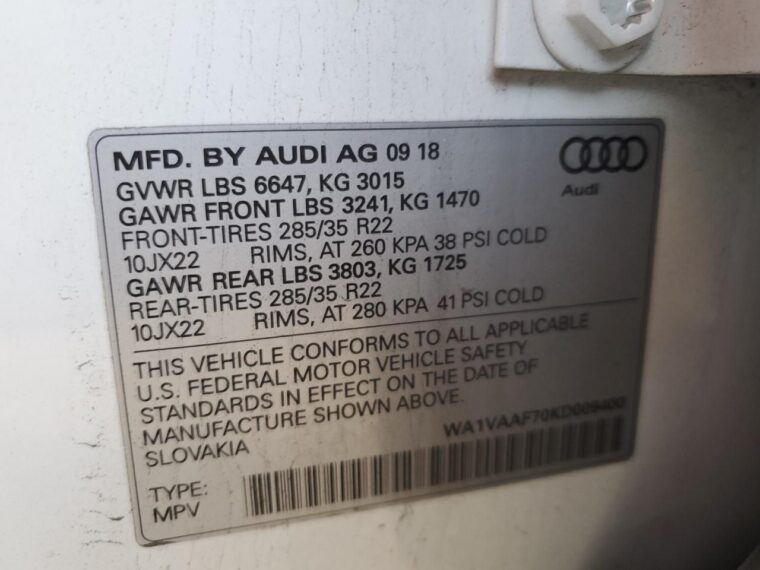 MFD. BY AUDI AG 09 18
GVWR LBS 6647, KG 3015
GAWR FRONT LBS 3241, KG 1470
FRONT-TIRES 285/35 R22
10JX22 RIMS, AT 260 KPA 38 PSI COLD
GAWR REAR LBS 3803, KG 1725
REAR-TIRES 285/35 R22
10JX22 RIMS, AT 280 KPA 41 PSI COLD
Audi
THIS VEHICLE CONFORMS TO ALL APPLICABLE
U.S. FEDERAL MOTOR VEHICLE SAFETY
STANDARDS IN EFFECT ON THE DATE OF
MANUFACTURE SHOWN ABOVE.
SLOVAKIA
TYPE:
MPV